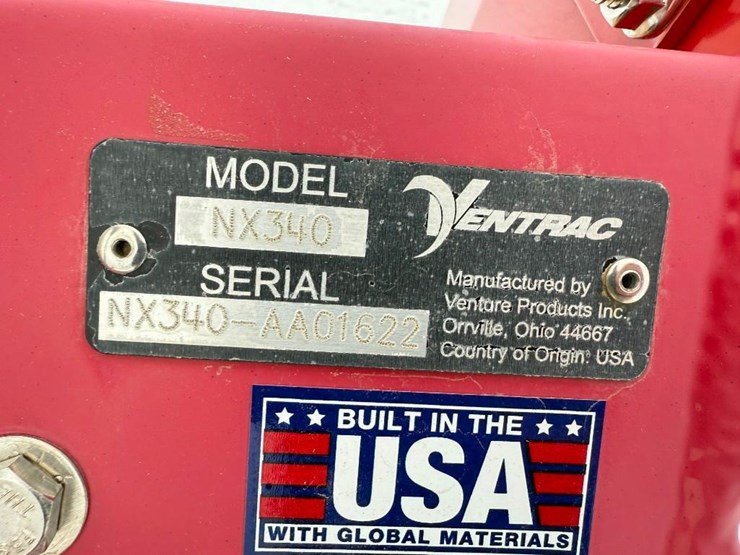 MODEL
NX340
VENTRAC
SERIAL
NX340-AA01622
Manufactured by
Venture Products Inc.
Orrville, Ohio 44667
Country of Origin: USA
★ ★ BUILT IN THE ★ ★
USA
WITH GLOBAL MATERIALS